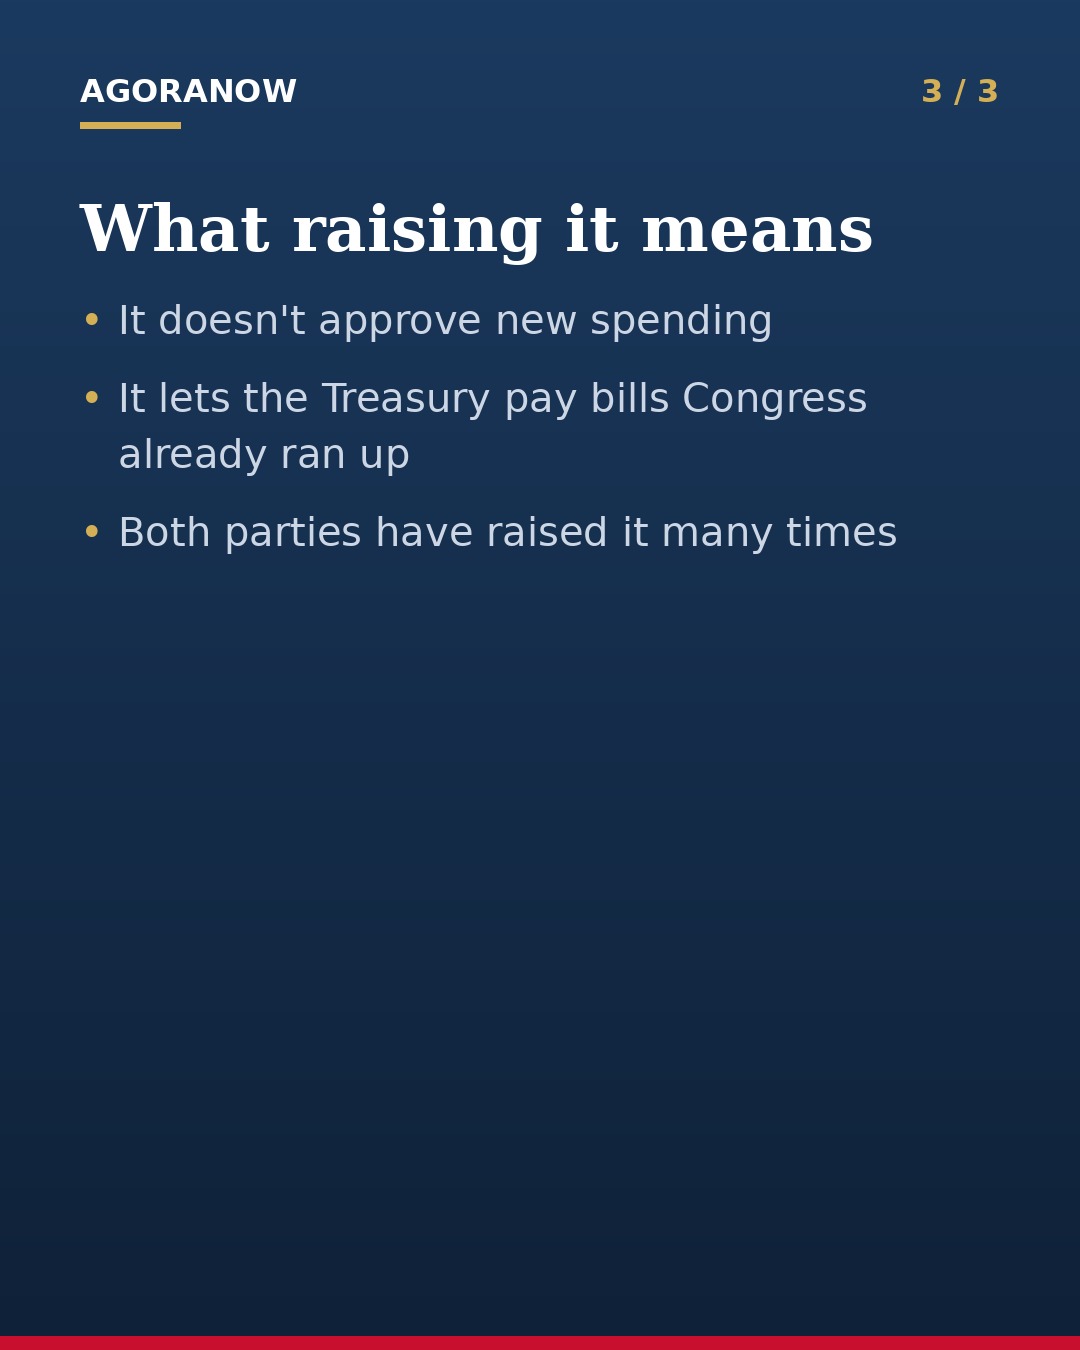 AGORANOW
3 / 3
What raising it means
• It doesn't approve new spending
• It lets the Treasury pay bills Congress
already ran up
• Both parties have raised it many times